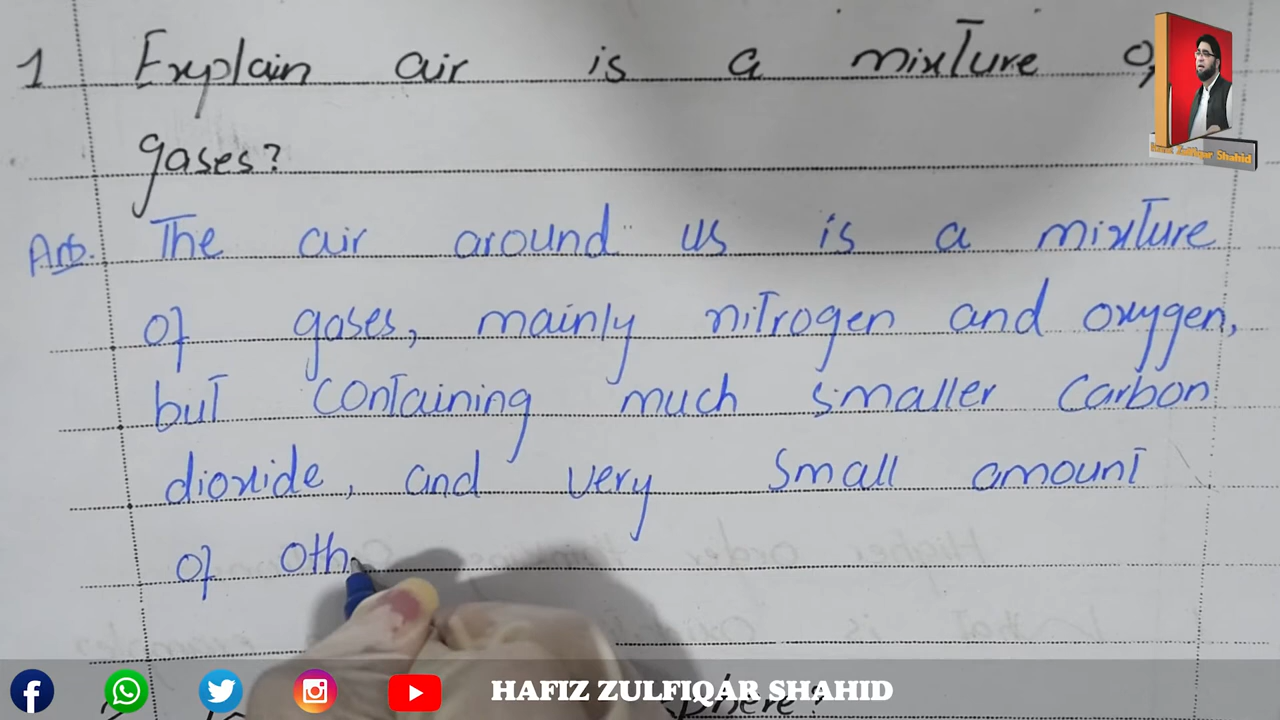 1 Explain air is a mixture of
gases?
Ans. The air around us is a mixture
of gases, mainly nitrogen and oxygen,
but containing much smaller Carbon
dioxide, and very small amount
of Oth
HAFIZ ZULFIQAR SHAHID